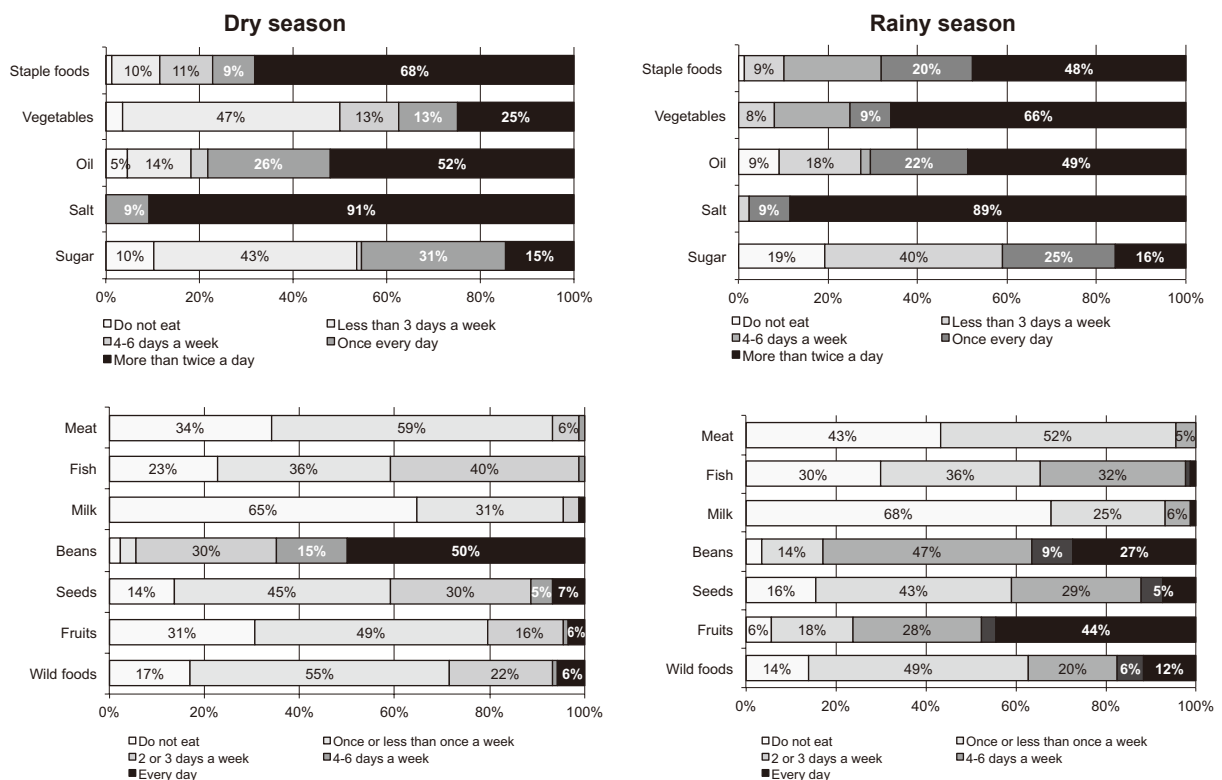 Dry season
Staple foods 10% 11% 9% 68%
Vegetables 47% 13% 13% 25%
Oil 5% 14% 26% 52%
Salt 9% 91%
Sugar 10% 43% 31% 15%
0% 20% 40% 60% 80% 100%
Do not eat Less than 3 days a week
4-6 days a week Once every day
More than twice a day
Rainy season
Staple foods 9% 20% 48%
Vegetables 8% 9% 66%
Oil 9% 18% 22% 49%
Salt 9% 89%
Sugar 19% 40% 25% 16%
0% 20% 40% 60% 80% 100%
Do not eat Less than 3 days a week
4-6 days a week Once every day
More than twice a day
Meat 34% 59% 6%
Fish 23% 36% 40%
Milk 65% 31%
Beans 30% 15% 50%
Seeds 14% 45% 30% 5% 7%
Fruits 31% 49% 16% 6%
Wild foods 17% 55% 22% 6%
0% 20% 40% 60% 80% 100%
Do not eat Once or less than once a week
2 or 3 days a week 4-6 days a week
Every day
Meat 43% 52% 5%
Fish 30% 36% 32%
Milk 68% 25% 6%
Beans 14% 47% 9% 27%
Seeds 16% 43% 29% 5%
Fruits 6% 18% 28% 44%
Wild foods 14% 49% 20% 6% 12%
0% 20% 40% 60% 80% 100%
Do not eat Once or less than once a week
2 or 3 days a week 4-6 days a week
Every day